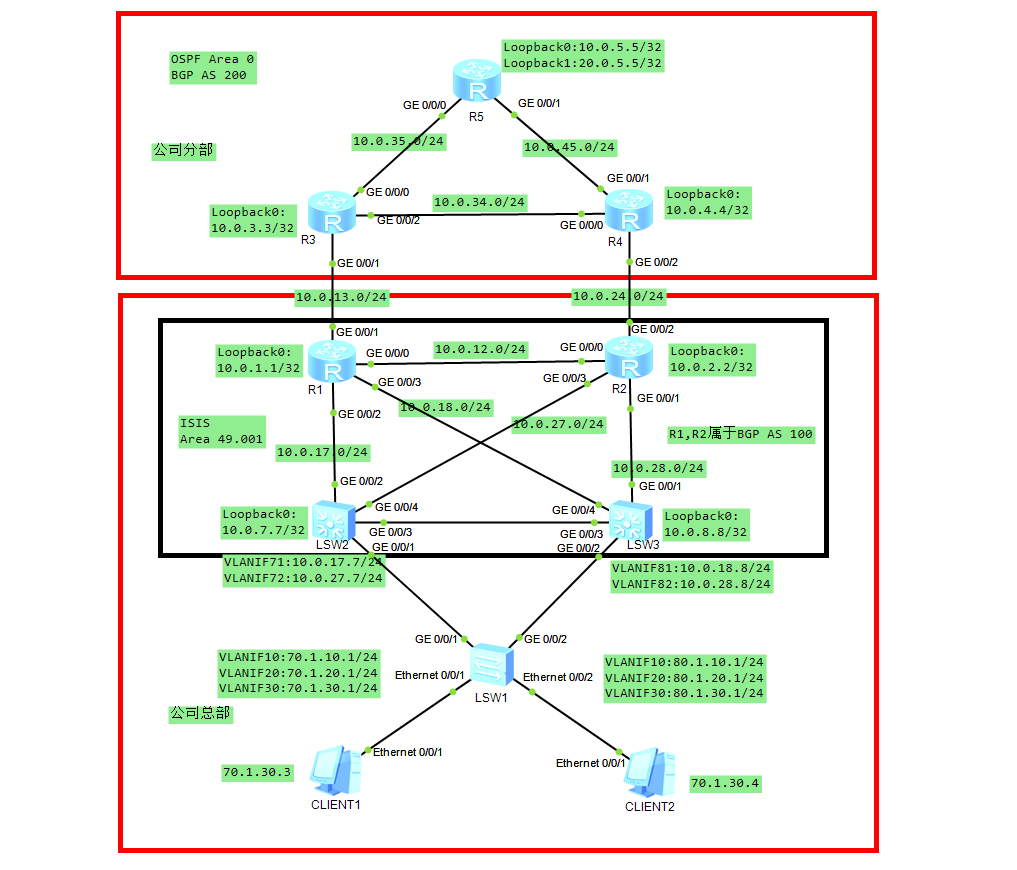 Loopback0:10.0.5.5/32
Loopback1:20.0.5.5/32
OSPF Area 0
BGP AS 200
R
R5
GE 0/0/0
GE 0/0/1
公司分部
10.0.35.0/24
10.0.45.0/24
GE 0/0/0
GE 0/0/1
Loopback0:
10.0.3.3/32
R
R3
10.0.34.0/24
GE 0/0/2
GE 0/0/0
R
R4
Loopback0:
10.0.4.4/32
GE 0/0/1
GE 0/0/2
10.0.13.0/24
10.0.24.0/24
GE 0/0/1
GE 0/0/2
Loopback0:
10.0.1.1/32
R
R1
GE 0/0/0
10.0.12.0/24
GE 0/0/0
R
R2
Loopback0:
10.0.2.2/32
GE 0/0/3
GE 0/0/3
GE 0/0/2
GE 0/0/1
10.0.18.0/24
10.0.27.0/24
ISIS
Area 49.001
R1,R2属于BGP AS 100
10.0.17.0/24
10.0.28.0/24
GE 0/0/2
GE 0/0/1
Loopback0:
10.0.7.7/32
LSW2
GE 0/0/4
GE 0/0/3
GE 0/0/1
GE 0/0/4
GE 0/0/3
GE 0/0/2
LSW3
Loopback0:
10.0.8.8/32
VLANIF71:10.0.17.7/24
VLANIF72:10.0.27.7/24
VLANIF81:10.0.18.8/24
VLANIF82:10.0.28.8/24
GE 0/0/1
GE 0/0/2
VLANIF10:70.1.10.1/24
VLANIF20:70.1.20.1/24
VLANIF30:70.1.30.1/24
Ethernet 0/0/1
LSW1
Ethernet 0/0/2
VLANIF10:80.1.10.1/24
VLANIF20:80.1.20.1/24
VLANIF30:80.1.30.1/24
公司总部
Ethernet 0/0/1
Ethernet 0/0/1
70.1.30.3
CLIENT1
70.1.30.4
CLIENT2